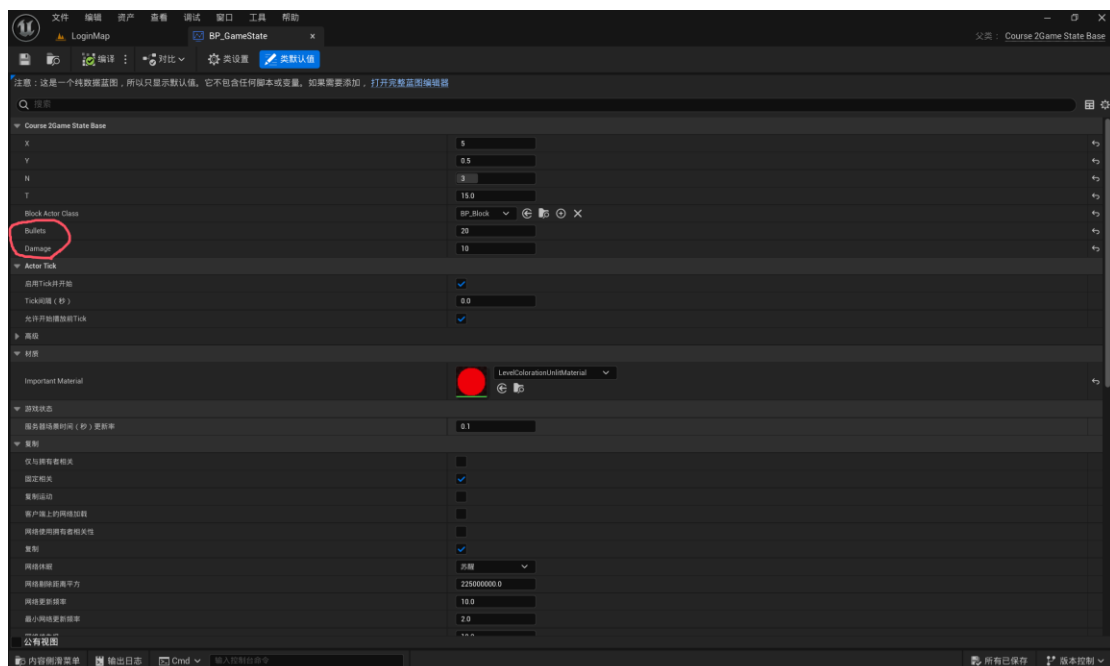 文件 编辑 资产 查看 调试 窗口 工具 帮助
LoginMap BP_GameState x 父类： Course 2Game State Base
编译 对比 类设置 类默认值
注意：这是一个纯数据蓝图，所以只显示默认值。它不包含任何脚本或变量。如果需要添加，打开完整蓝图编辑器
搜索
Course 2Game State Base
X 5
Y 0.5
N 3
T 15.0
Block Actor Class BP_Block
Bullets 20
Damage 10
Actor Tick
启用Tick并开始
Tick间隔（秒） 0.0
允许开始播放前Tick
高级
材质
Important Material LevelColorationUnlitMaterial
游戏状态
服务器场景时间（秒）更新率 0.1
复制
仅与拥有者相关
固定相关
复制运动
客户端上的网络加载
网络使用拥有者相关性
复制
网络休眠 苏醒
网络剔除距离平方 225000000.0
网络更新频率 10.0
最小网络更新频率 2.0
公有视图
内容侧滑菜单 输出日志 Cmd 输入控制台命令 所有已保存 版本控制